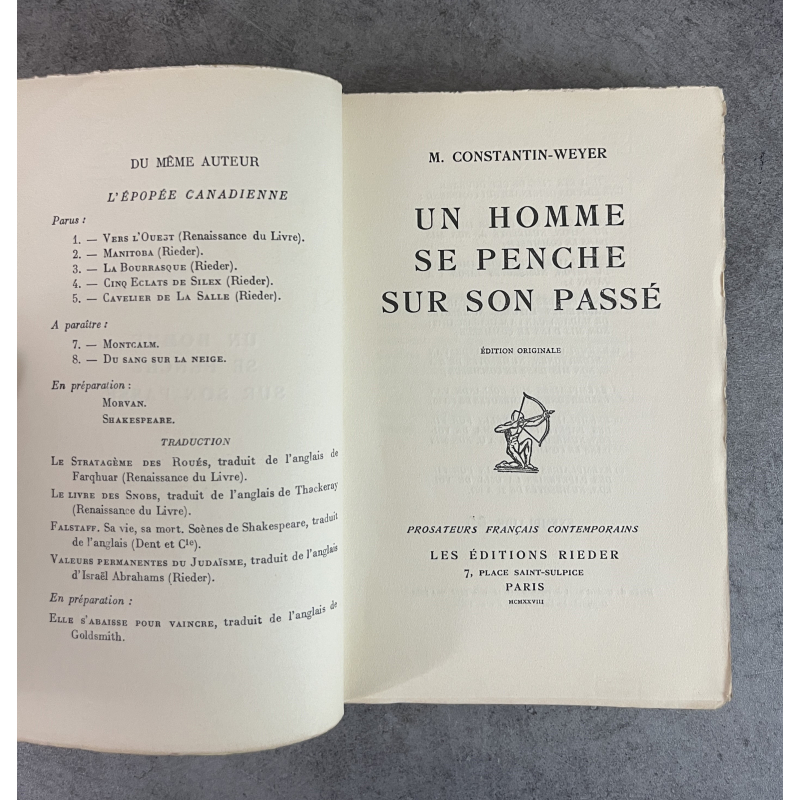 DU MÊME AUTEUR
L'ÉPOPÉE CANADIENNE
Parus :
1. — VERS L'OUEST (Renaissance du Livre).
2. — MANITOBA (Rieder).
3. — LA BOURRASQUE (Rieder).
4. — CINQ ECLATS DE SILEX (Rieder).
5. — CAVELIER DE LA SALLE (Rieder).
A paraître :
7. — MONTCALM.
8. — DU SANG SUR LA NEIGE.
En préparation :
MORVAN.
SHAKESPEARE.
TRADUCTION
LE STRATAGÈME DES ROUÉS, traduit de l'anglais de
Farquhar (Renaissance du Livre).
LE LIVRE DES SNOBS, traduit de l'anglais de Thackeray
(Renaissance du Livre).
FALSTAFF. Sa vie, sa mort. Scènes de Shakespeare, traduit
de l'anglais (Dent et Cie).
VALEURS PERMANENTES DU JUDAÏSME, traduit de l'anglais
d'Israël Abrahams (Rieder).
En préparation :
ELLE S'ABAISSE POUR VAINCRE, traduit de l'anglais de
Goldsmith.
M. CONSTANTIN-WEYER
UN HOMME
SE PENCHE
SUR SON PASSÉ
ÉDITION ORIGINALE
PROSATEURS FRANÇAIS CONTEMPORAINS
LES ÉDITIONS RIEDER
7, PLACE SAINT-SULPICE
PARIS
MCMXXVIII